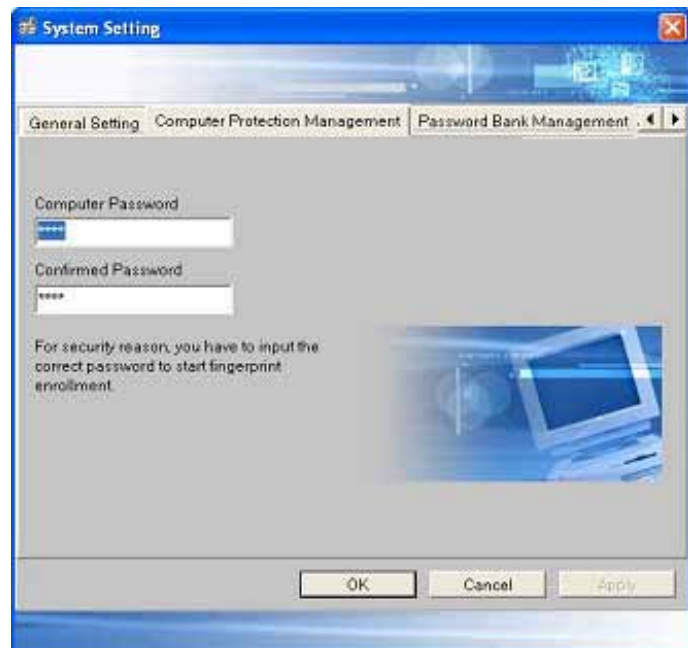 System Setting
General Setting Computer Protection Management Password Bank Management
Computer Password
****
Confirmed Password
****
For security reason, you have to input the
correct password to start fingerprint
enrollment.
OK Cancel Apply